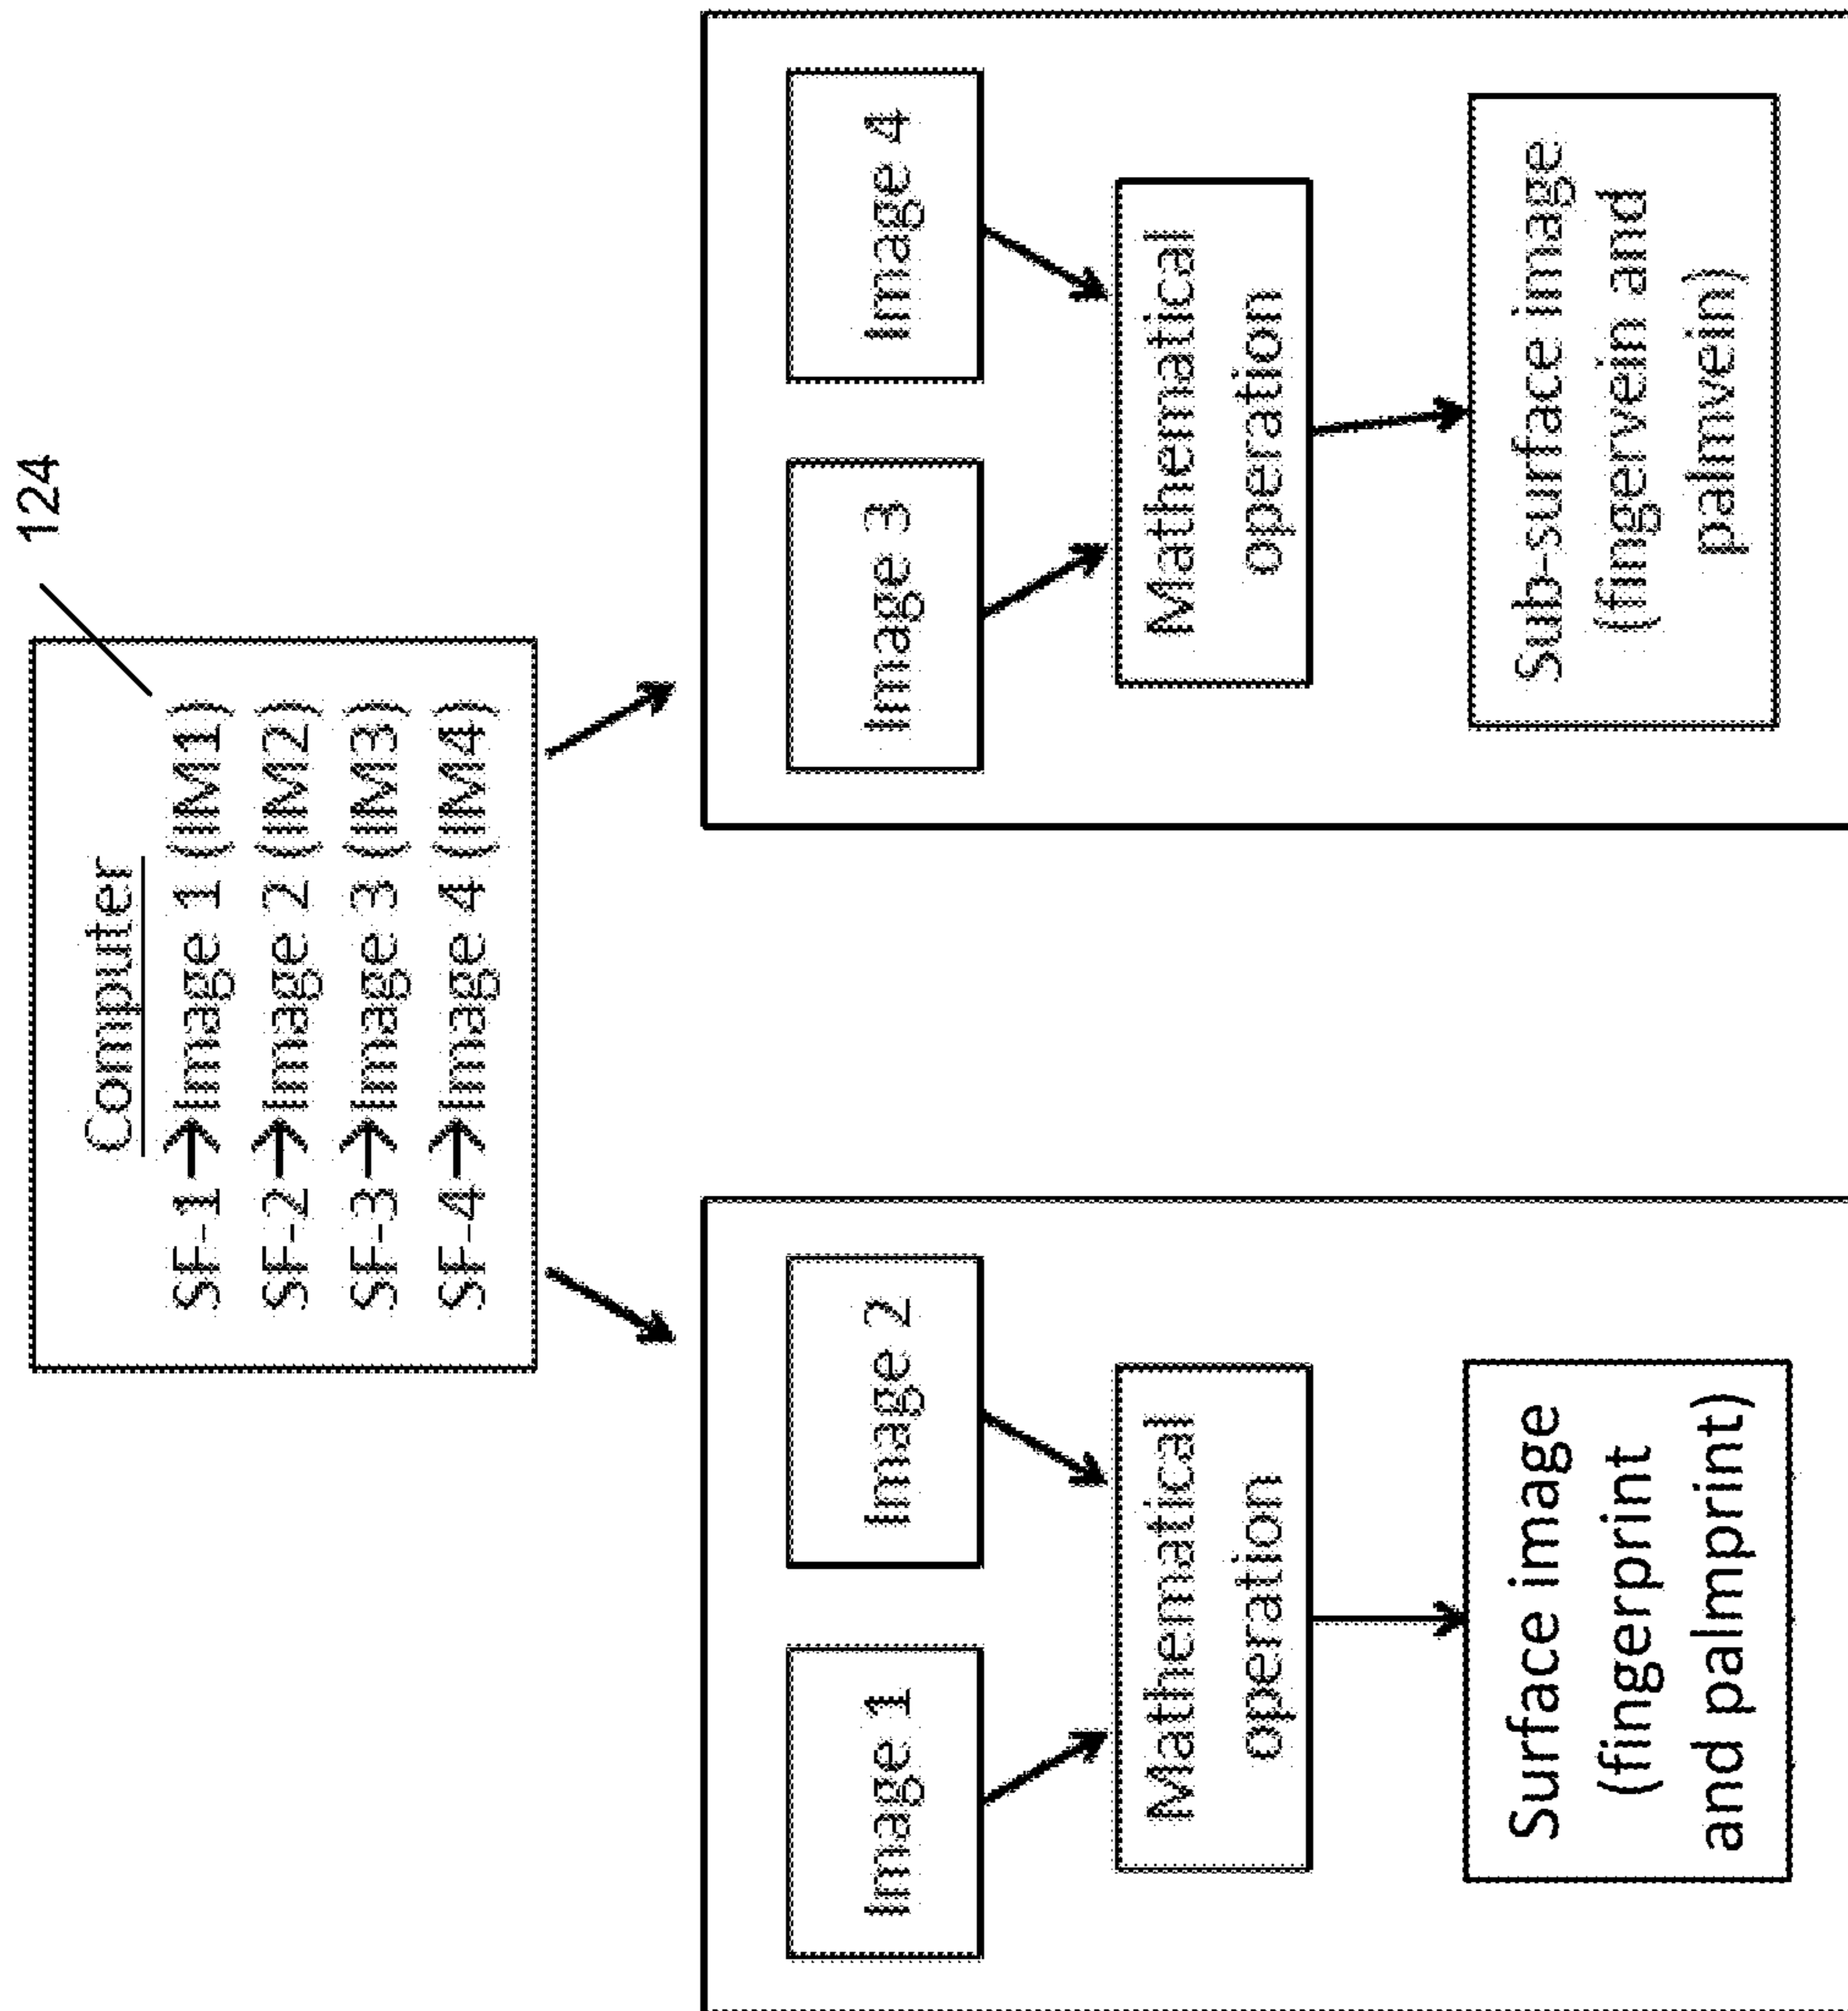 124
Computer
SF-1→Image 1 (IM1)
SF-2→Image 2 (IM2)
SF-3→Image 3 (IM3)
SF-4→Image 4 (IM4)
Image 1
Image 2
Mathematical
operation
Surface image
(fingerprint
and palmprint)
Image 3
Image 4
Mathematical
operation
Sub-surface image
(fingervein and
palmvein)